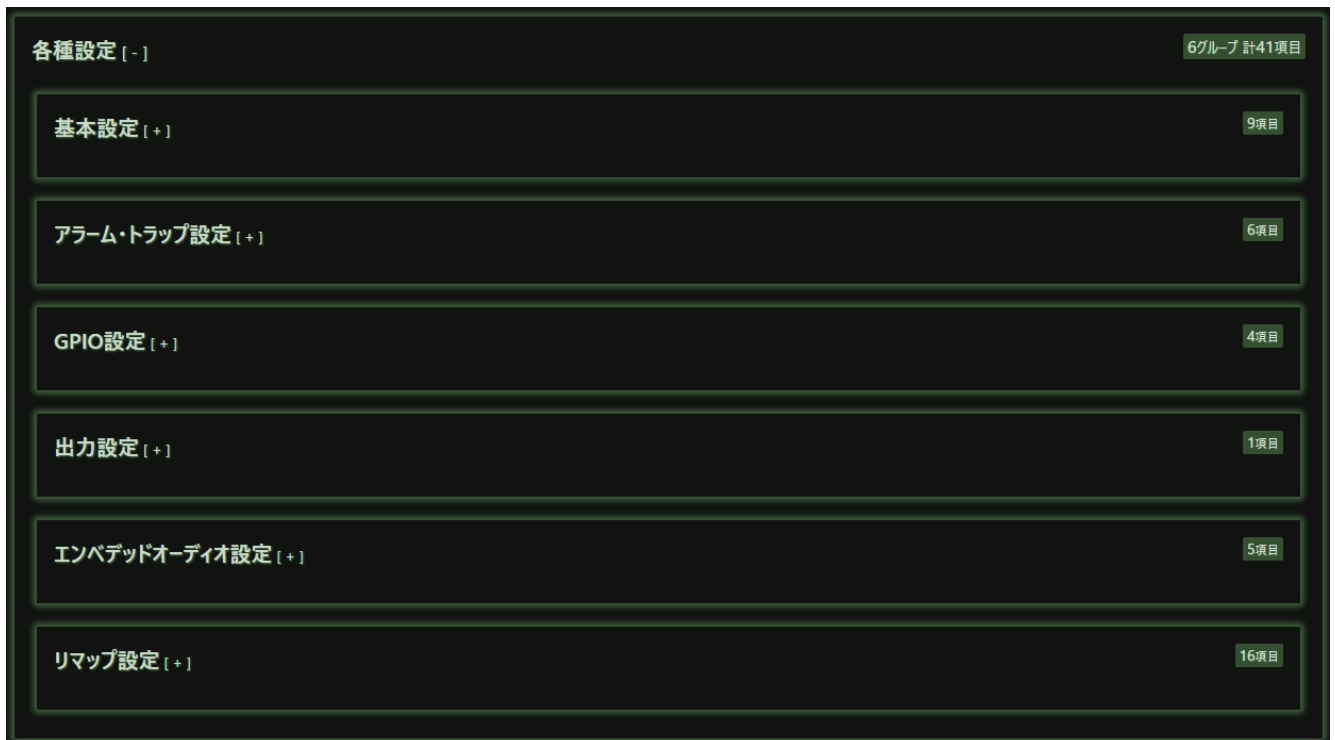 各種設定 [ - ] 6グループ 計41項目
基本設定 [ + ] 9項目
アラーム・トラップ設定 [ + ] 6項目
GPIO設定 [ + ] 4項目
出力設定 [ + ] 1項目
エンベデッドオーディオ設定 [ + ] 5項目
リマップ設定 [ + ] 16項目